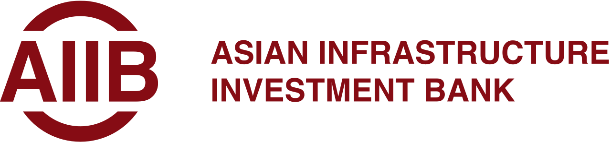 AIIB
ASIAN INFRASTRUCTURE
INVESTMENT BANK